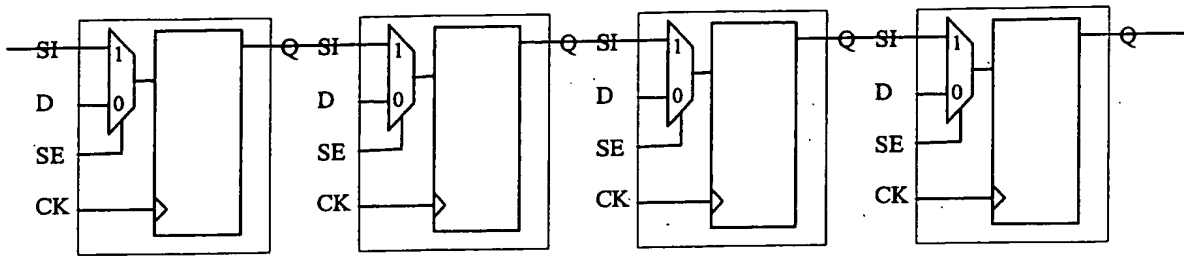 SI 1 Q SI 1 Q SI 1 Q SI 1 Q
D 0 D 0 D 0 D 0
SE SE SE SE
CK CK CK CK